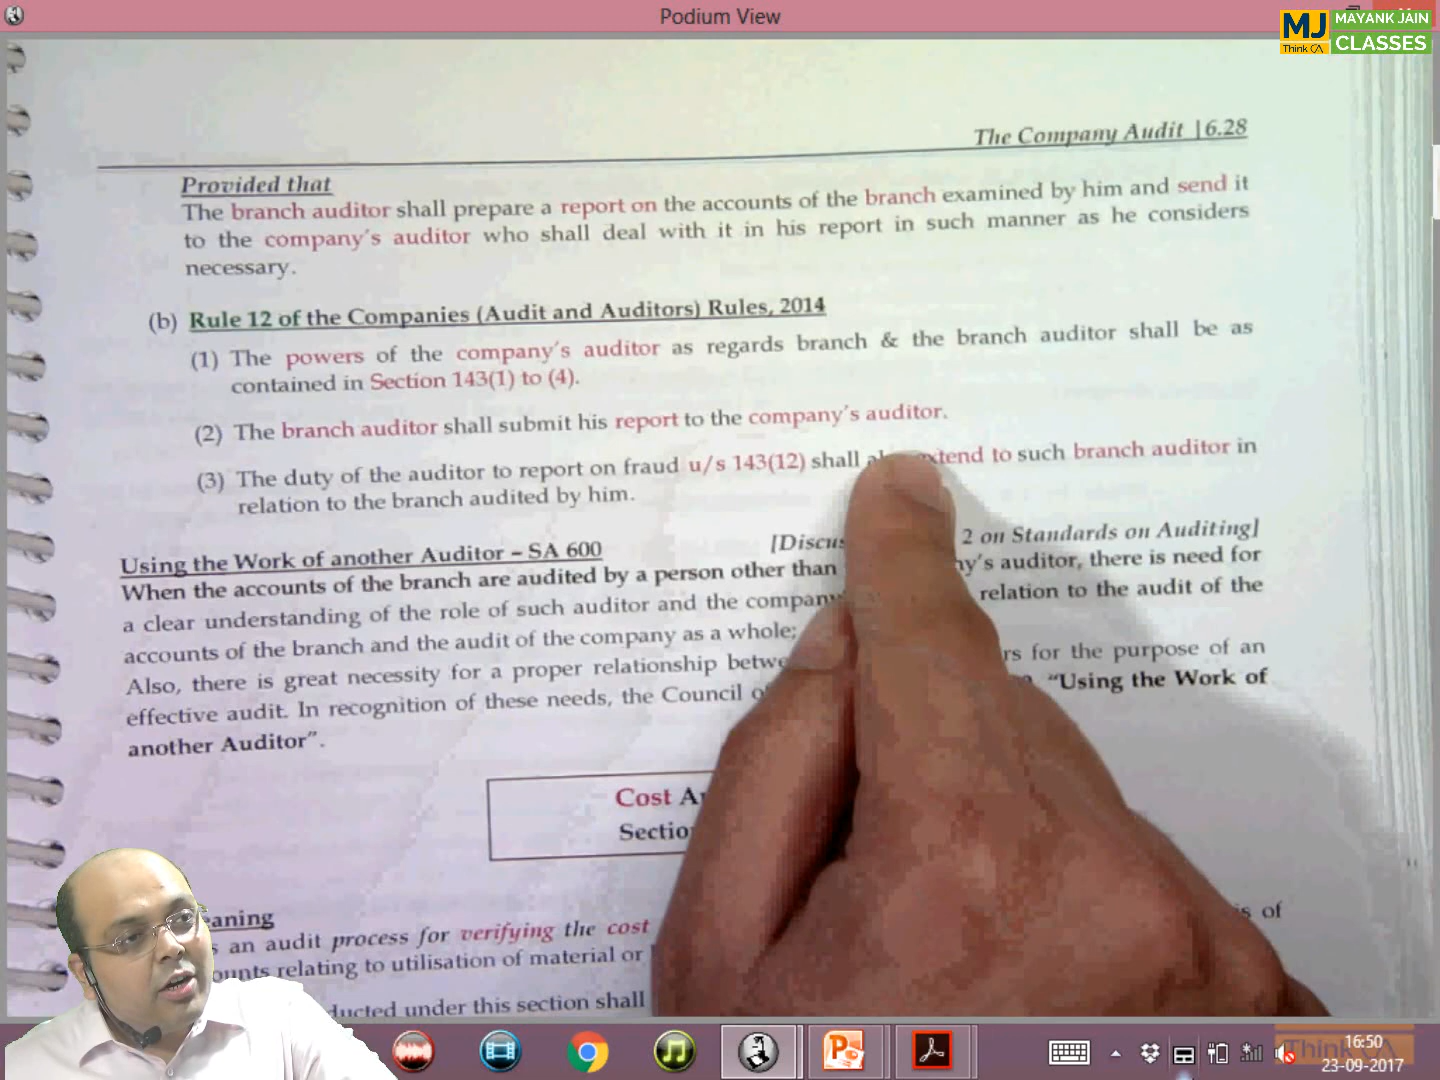 Podium View
MJ
Think CA
MAYANK JAIN
CLASSES
The Company Audit |6.28
Provided that
The branch auditor shall prepare a report on the accounts of the branch examined by him and send it
to the company's auditor who shall deal with it in his report in such manner as he considers
necessary.
(b) Rule 12 of the Companies (Audit and Auditors) Rules, 2014
(1) The powers of the company's auditor as regards branch & the branch auditor shall be as
contained in Section 143(1) to (4).
(2) The branch auditor shall submit his report to the company's auditor.
(3) The duty of the auditor to report on fraud u/s 143(12) shall extend to such branch auditor in
relation to the branch audited by him.
Using the Work of another Auditor – SA 600 2 on Standards on Auditing]
When the accounts of the branch are audited by a person other than auditor, there is need for
a clear understanding of the role of such auditor and the company relation to the audit of the
accounts of the branch and the audit of the company as a whole;
Also, there is great necessity for a proper relationship for the purpose of an
effective audit. In recognition of these needs, the Council "Using the Work of
another Auditor".
Cost
an audit process for verifying the cost of
relating to utilisation of material or
under this section shall
Think CA
16:50
23-09-2017